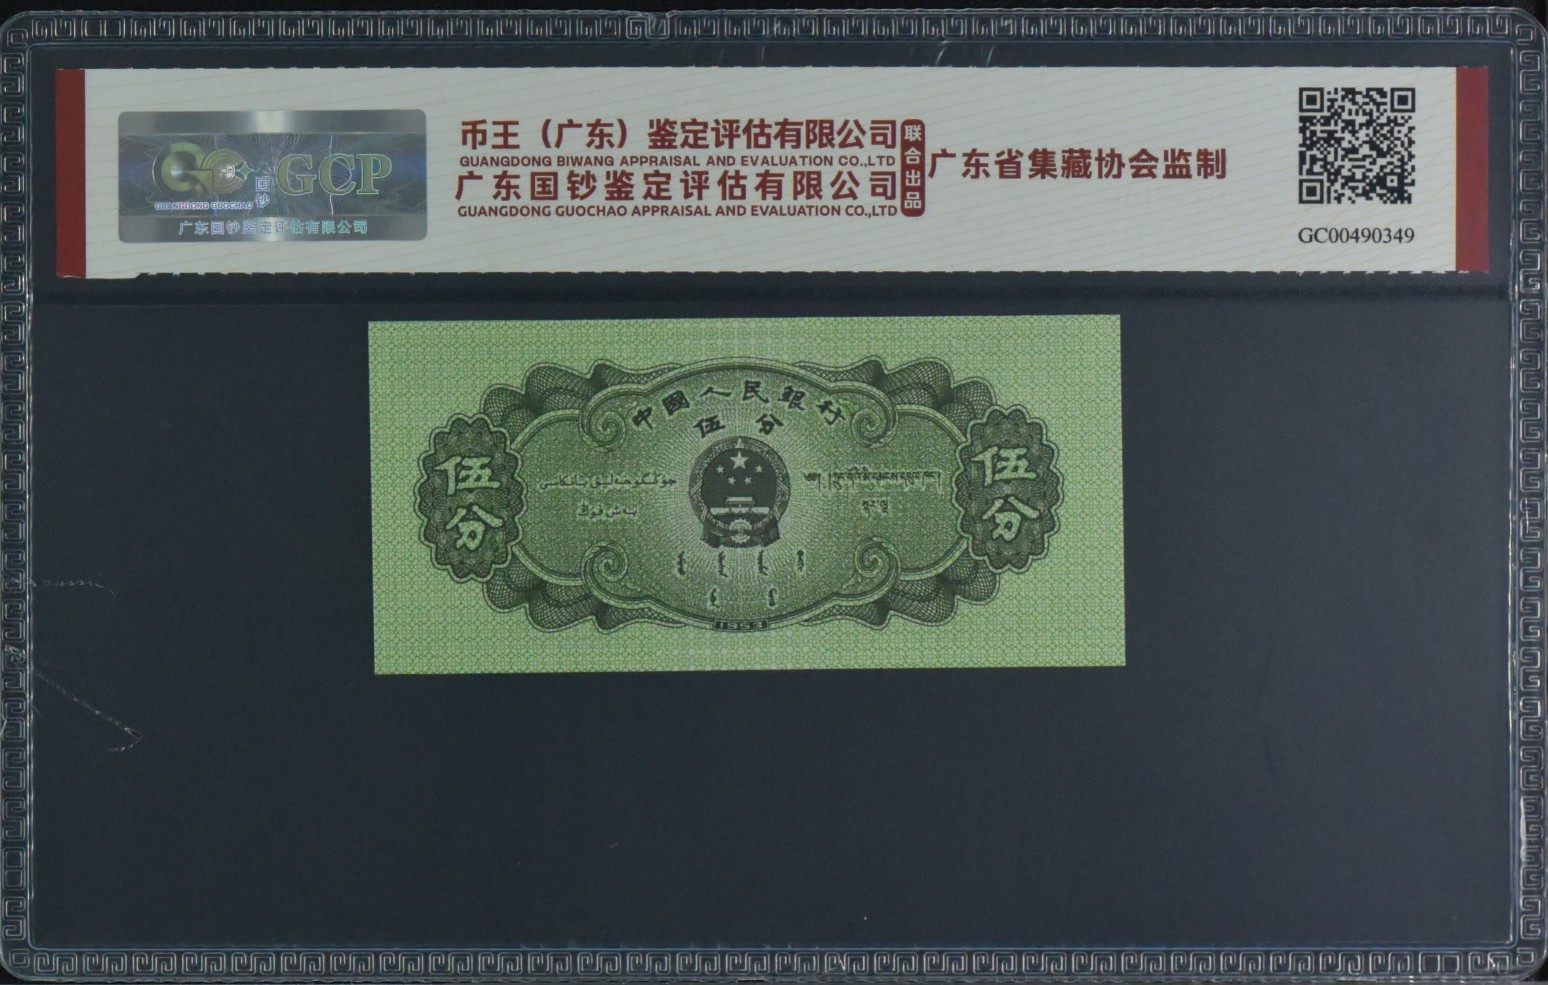 币王（广东）鉴定评估有限公司
GUANGDONG BIWANG APPRAISAL AND EVALUATION CO.,LTD
广东国钞鉴定评估有限公司
GUANGDONG GUOCHAO APPRAISAL AND EVALUATION CO.,LTD
联合出品
广东省集藏协会监制
GCP
国钞
GUANGDONG GUOCHAO
广东国钞鉴定评估有限公司
GC00490349
中國人民銀行
伍分
伍分
伍分
1953